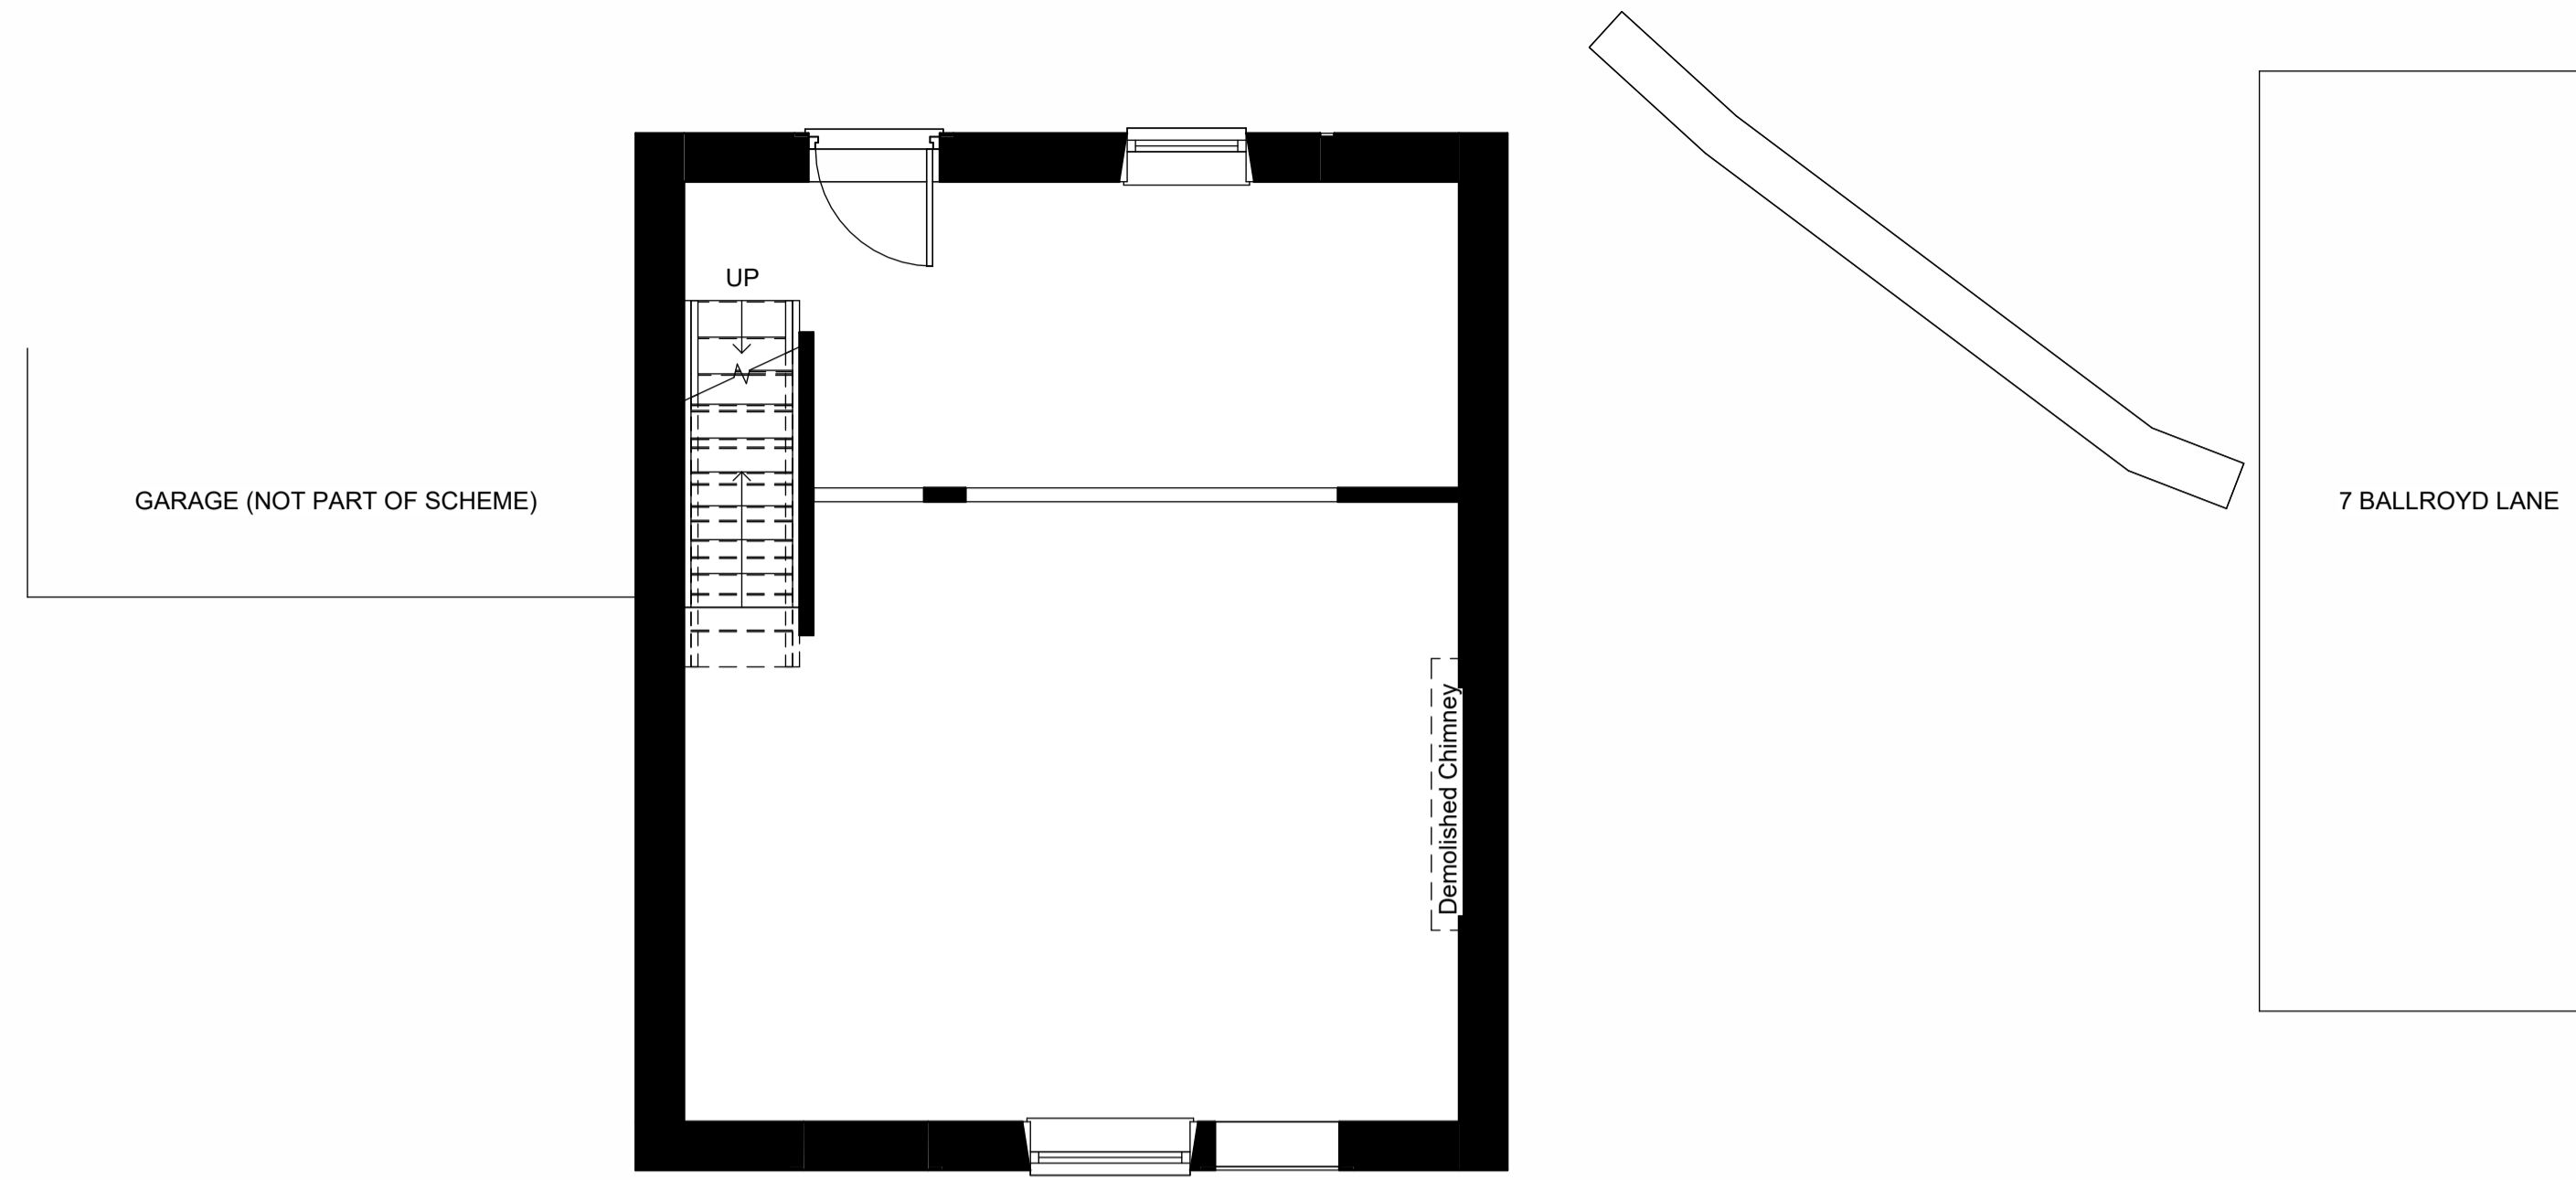 UP
GARAGE (NOT PART OF SCHEME)
7 BALLROYD LANE
Demolished Chimney